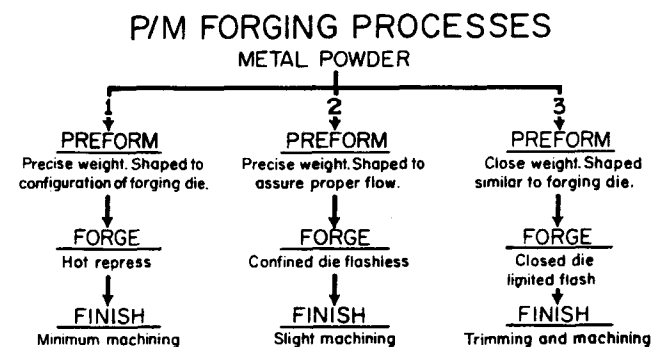 P/M FORGING PROCESSES
METAL POWDER
1
PREFORM
Precise weight. Shaped to
configuration of forging die.
FORGE
Hot repress
FINISH
Minimum machining
2
PREFORM
Precise weight. Shaped to
assure proper flow.
FORGE
Confined die flashless
FINISH
Slight machining
3
PREFORM
Close weight. Shaped
similar to forging die.
FORGE
Closed die
limited flash
FINISH
Trimming and machining